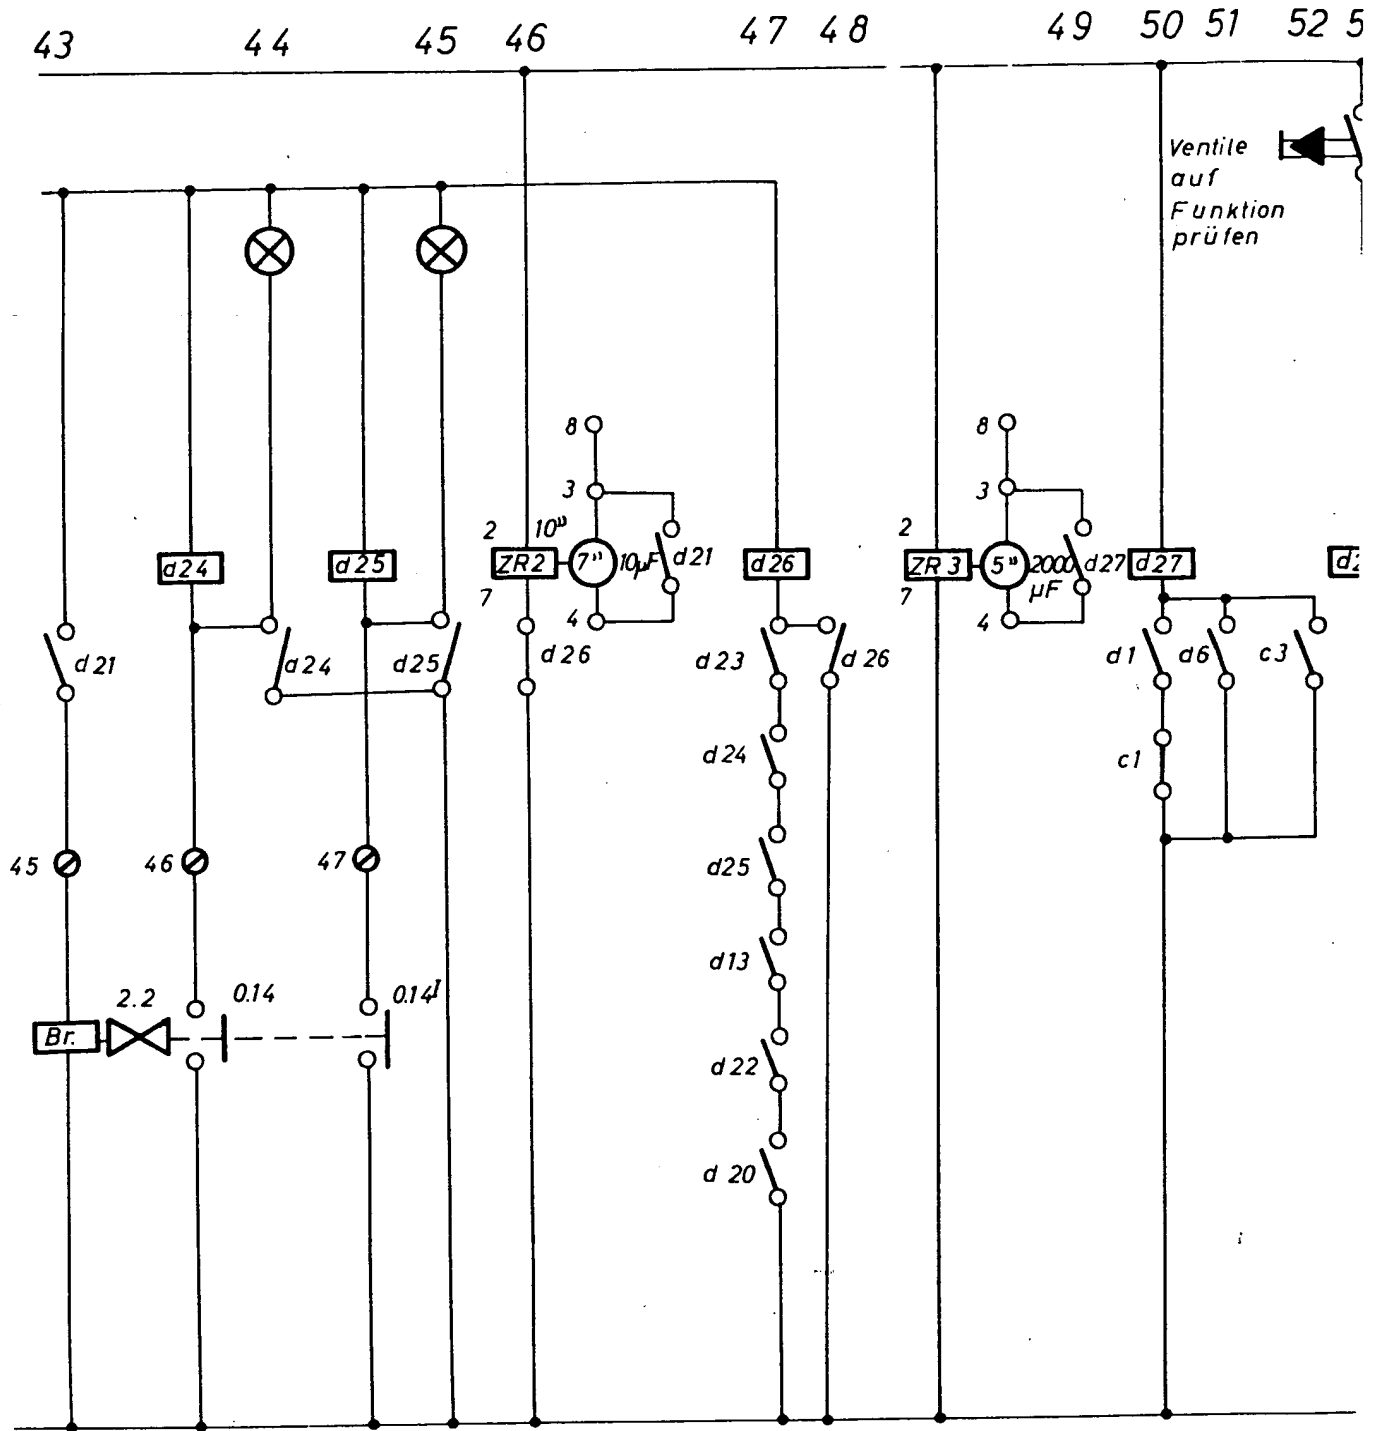 43 44 45 46 47 48 49 50 51 52 5
Ventile
auf
Funktion
prüfen
8 8
3 3
2 10" 2
d24 d25 ZR2 7" 10µF d21 d26 ZR3 5" 2000 µF d27 d27
7 7
4 4
d21 d24 d25 d26 d23 d26 d1 d6 c3
d24 c1
45 46 47 d25
d13
2.2 0.14 0.14I
Br.
d22
d20